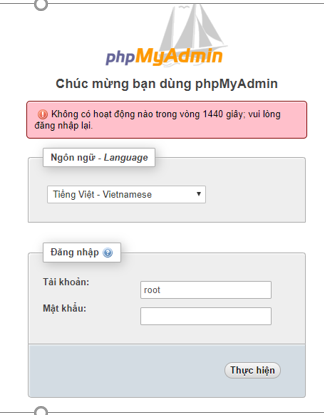 phpMyAdmin
Chúc mừng bạn dùng phpMyAdmin
Không có hoạt động nào trong vòng 1440 giây; vui lòng
đăng nhập lại.
Ngôn ngữ - Language
Tiếng Việt - Vietnamese
Đăng nhập
Tài khoản:
root
Mật khẩu:
Thực hiện